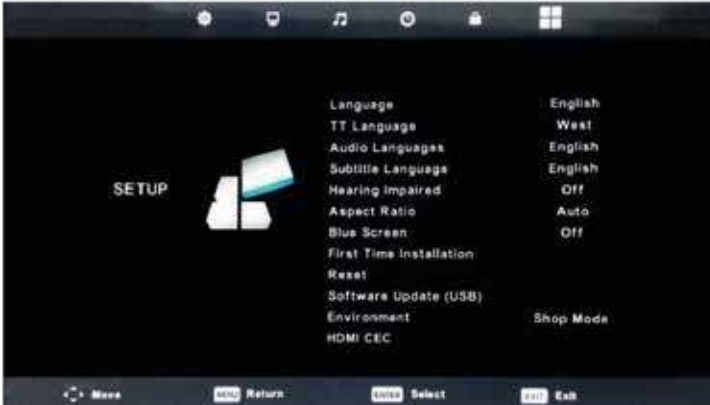 SETUP
Language English
TT Language West
Audio Languages English
Subtitle Language English
Hearing Impaired Off
Aspect Ratio Auto
Blue Screen Off
First Time Installation
Reset
Software Update (USB)
Environment Shop Mode
HDMI CEC
Move MENU Return ENTER Select EXIT Exit